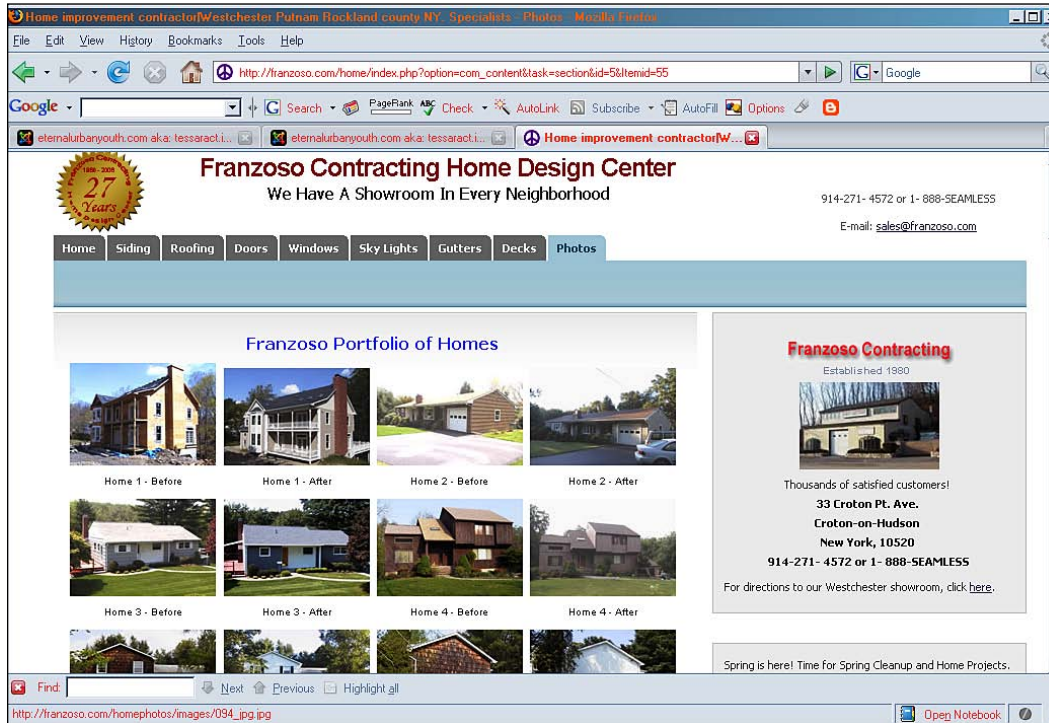 Home improvement contractor|Westchester Putnam Rockland county NY. Specialists - Photos - Mozilla Firefox
File Edit View History Bookmarks Tools Help
http://franzoso.com/home/index.php?option=com_content&task=section&id=5&Itemid=55
G Google
Google G Search PageRank ABC Check AutoLink Subscribe AutoFill Options
eternalurbanyouth.com aka: tessaract.i... eternalurbanyouth.com aka: tessaract.i... Home improvement contractor|W...
27
Years
Franzoso Contracting Home Design Center
We Have A Showroom In Every Neighborhood
914-271- 4572 or 1- 888-SEAMLESS
E-mail: sales@franzoso.com
Home Siding Roofing Doors Windows Sky Lights Gutters Decks Photos
Franzoso Portfolio of Homes
Home 1 - Before Home 1 - After Home 2 - Before Home 2 - After
Home 3 - Before Home 3 - After Home 4 - Before Home 4 - After
Franzoso Contracting
Established 1980
Thousands of satisfied customers!
33 Croton Pt. Ave.
Croton-on-Hudson
New York, 10520
914-271- 4572 or 1- 888-SEAMLESS
For directions to our Westchester showroom, click here.
Spring is here! Time for Spring Cleanup and Home Projects.
Find: Next Previous Highlight all
http://franzoso.com/homephotos/images/094_jpg.jpg
Open Notebook